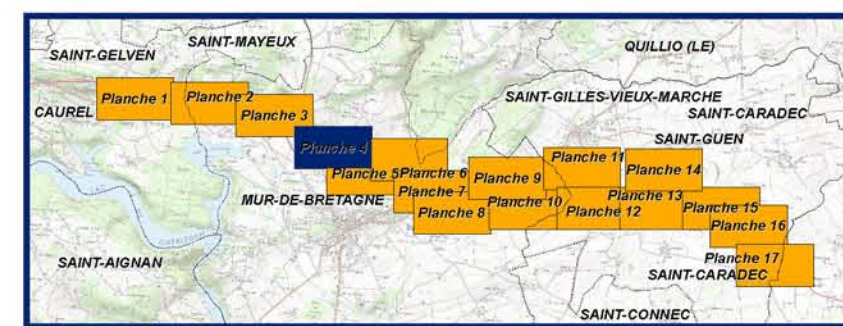 SAINT-GELVEN
SAINT-MAYEUX
QUILLIO (LE)
CAUREL
Planche 1
Planche 2
Planche 3
SAINT-GILLES-VIEUX-MARCHE
SAINT-CARADEC
SAINT-GUEN
Planche 4
Planche 5
Planche 6
Planche 7
Planche 8
Planche 9
Planche 10
Planche 11
Planche 12
Planche 13
Planche 14
Planche 15
Planche 16
Planche 17
MUR-DE-BRETAGNE
SAINT-AIGNAN
SAINT-CARADEC
SAINT-CONNEC